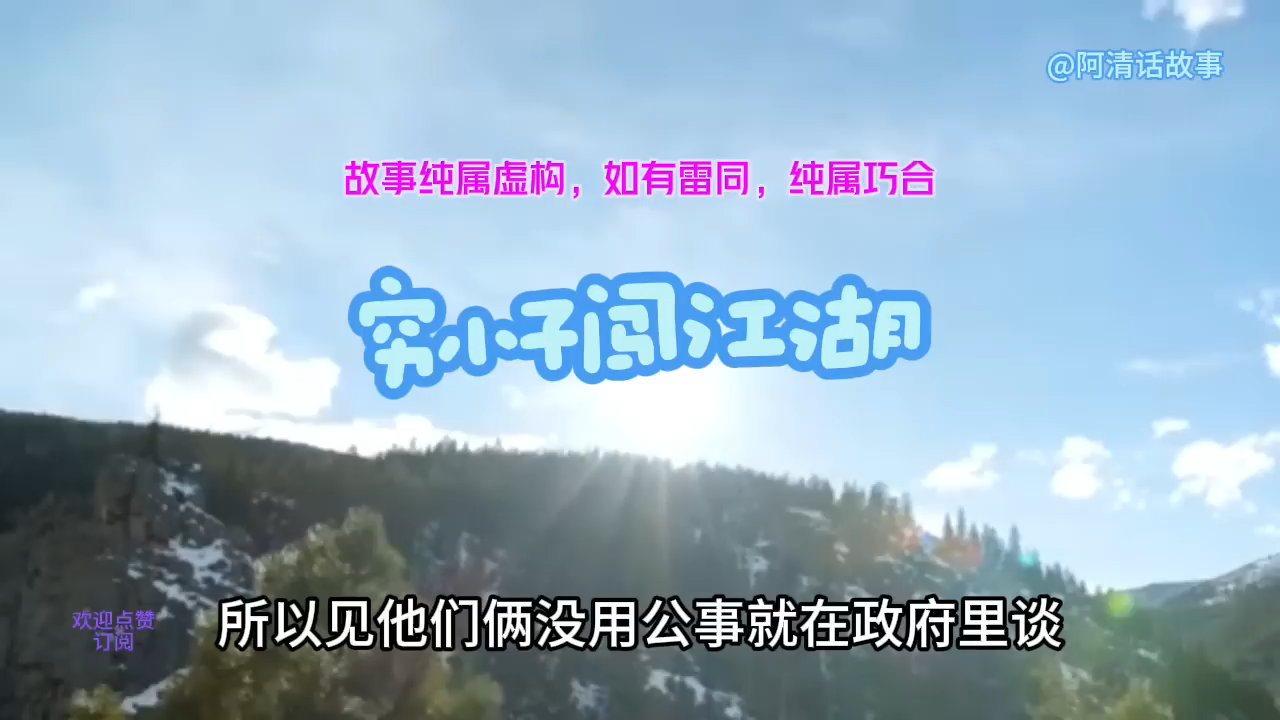 @阿清话故事
故事纯属虚构，如有雷同，纯属巧合
穷小子闯江湖
欢迎点赞
订阅
所以见他们俩没用公事就在政府里谈